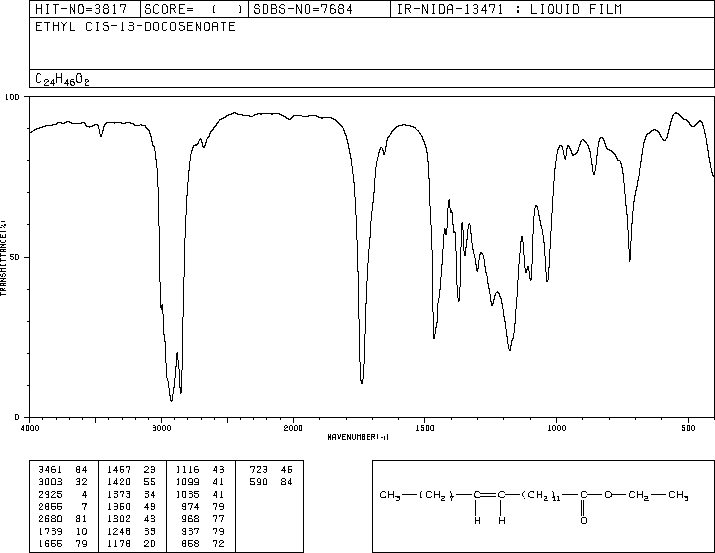 HIT-NO=3817 SCORE= ( ) SDBS-NO=7684 IR-NIDA-13471 : LIQUID FILM
ETHYL CIS-13-DOCOSENOATE
C24H46O2
100
50
0
TRANSMITTANCE(%)
4000 3000 2000 1500 1000 500
WAVENUMBER(-1)
3461 84 1467 23 1116 43 723 46
3003 32 1420 55 1099 41 590 84
2925 4 1373 34 1035 41
2855 7 1350 49 974 79
2680 81 1302 43 968 77
1739 10 1248 35 937 79
1655 79 1178 20 858 72
CH3—(CH2)7—C=C—(CH2)11—C—O—CH2—CH3
H H O